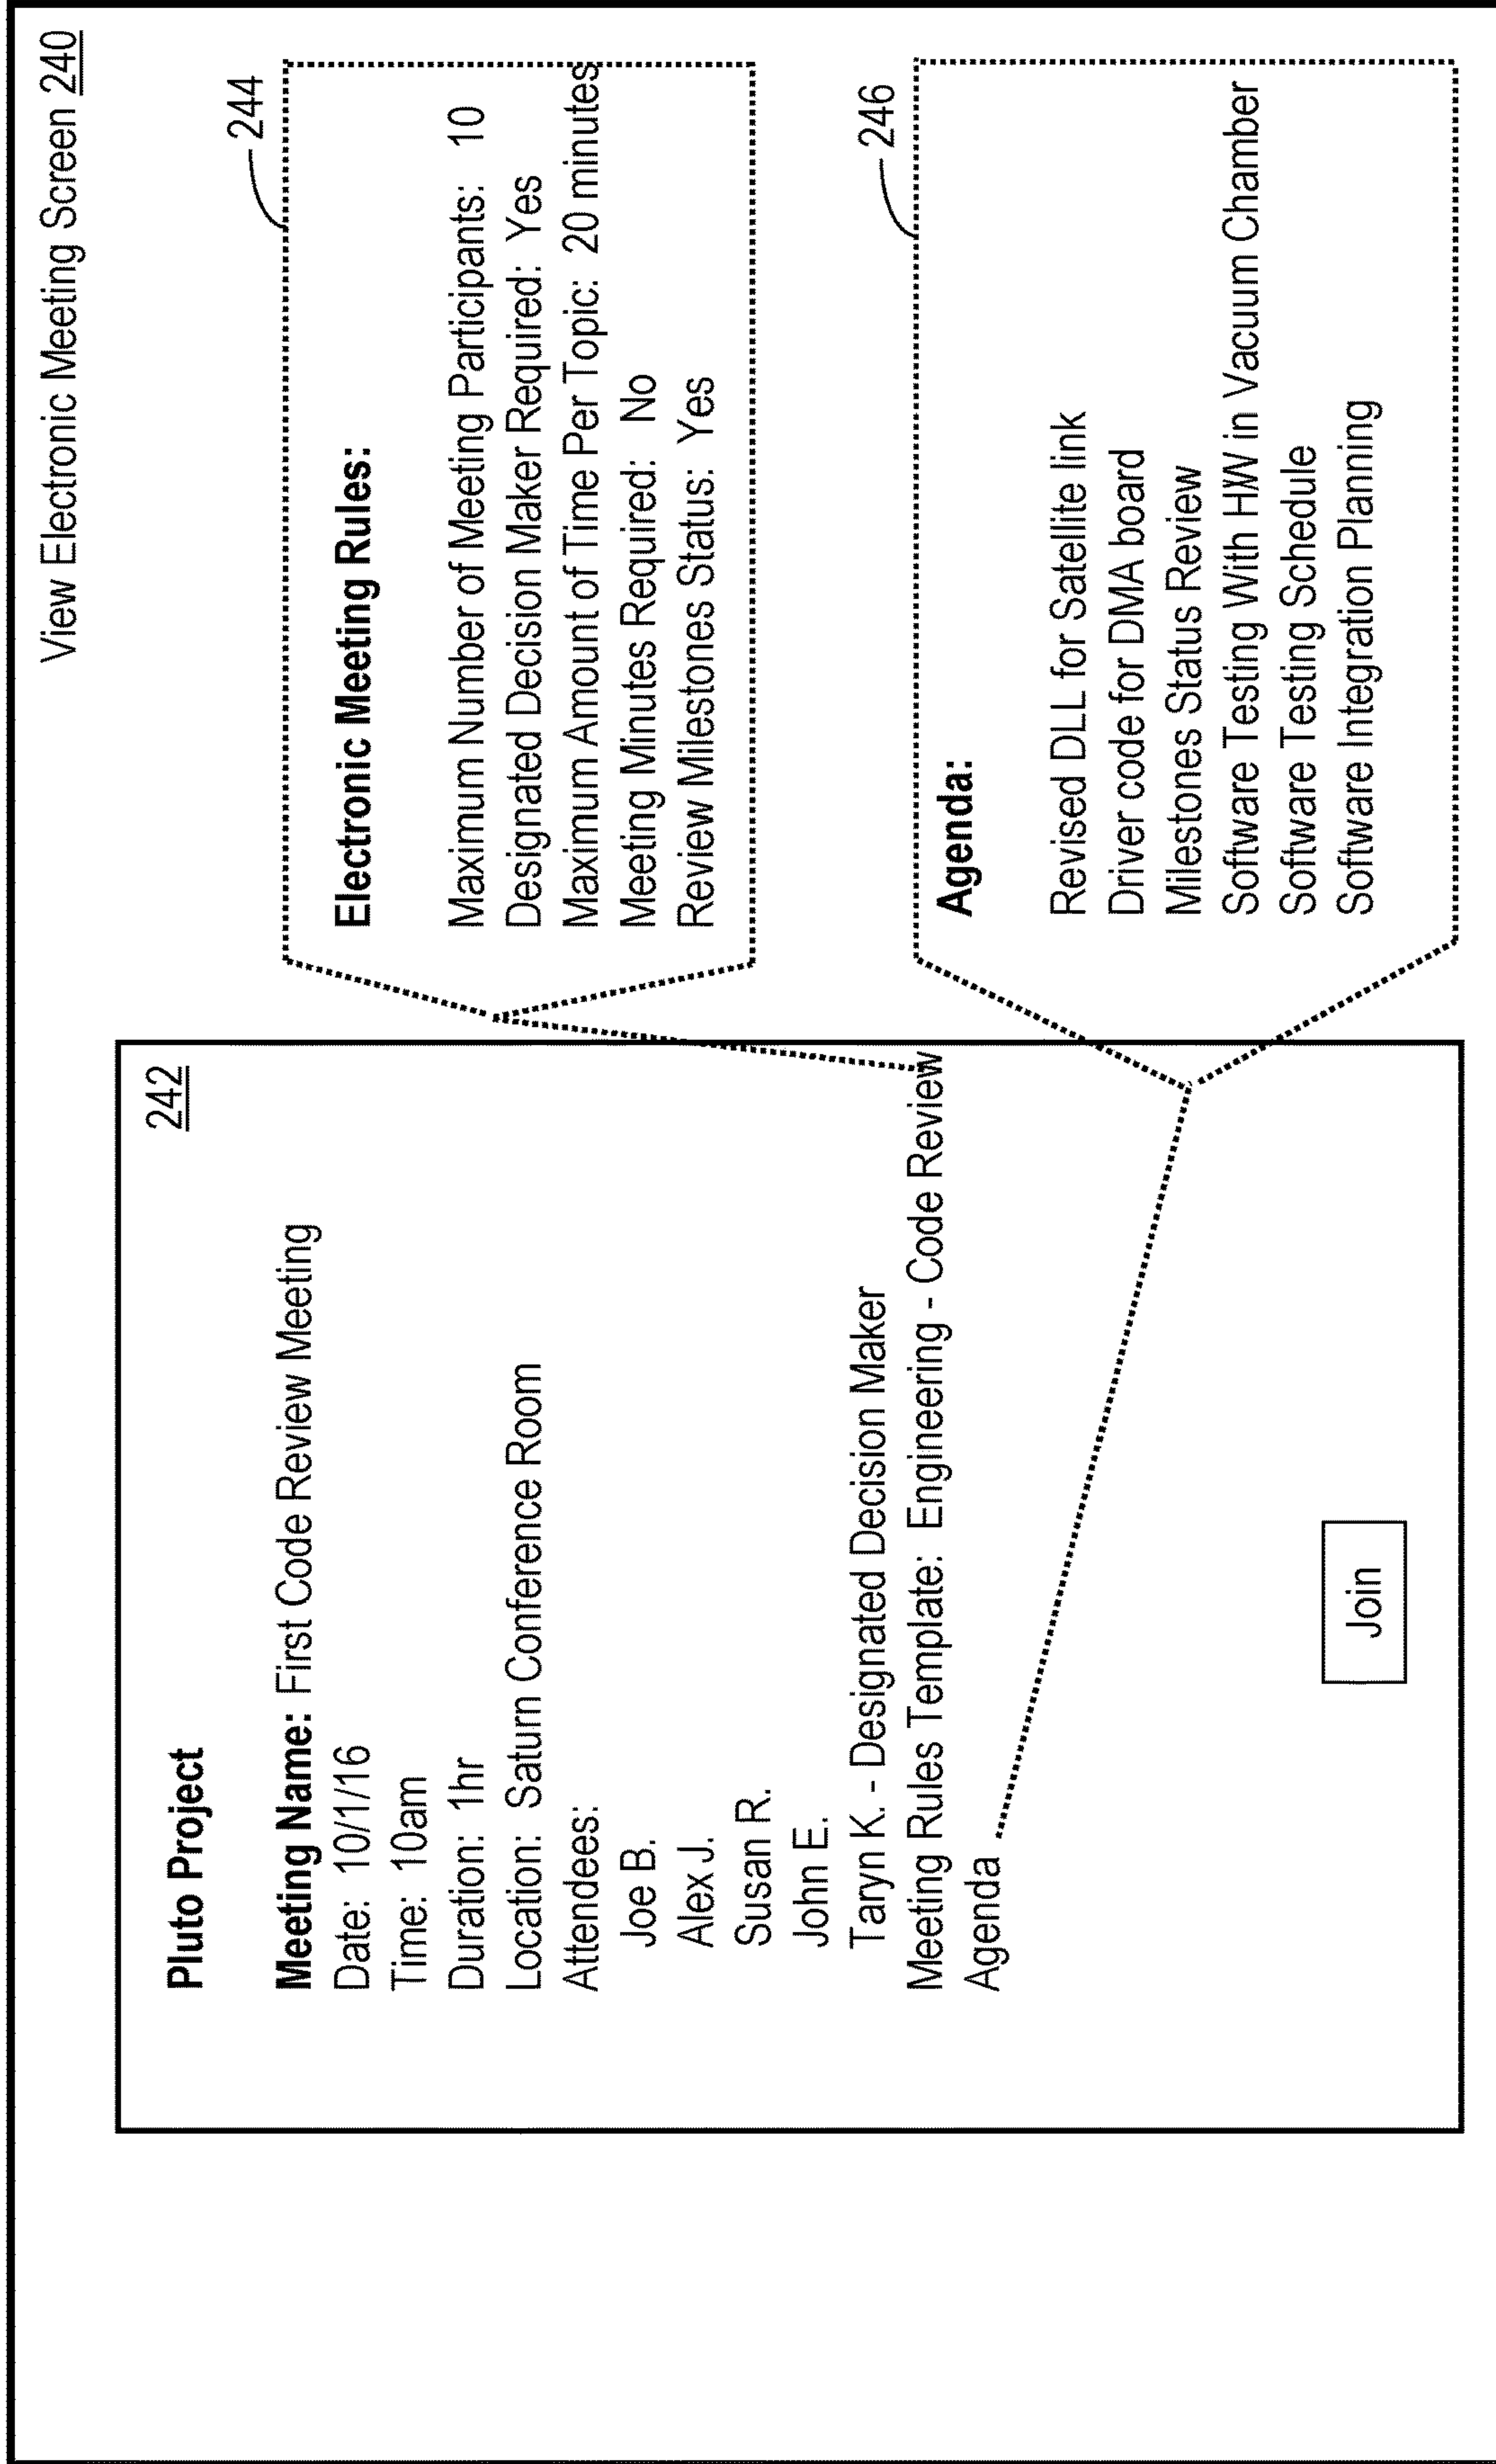 View Electronic Meeting Screen 240
242
Pluto Project
Meeting Name: First Code Review Meeting
Date: 10/1/16
Time: 10am
Duration: 1hr
Location: Saturn Conference Room
Attendees:
Joe B.
Alex J.
Susan R.
John E.
Taryn K. - Designated Decision Maker
Meeting Rules Template: Engineering - Code Review
Agenda
Join
244
Electronic Meeting Rules:
Maximum Number of Meeting Participants: 10
Designated Decision Maker Required: Yes
Maximum Amount of Time Per Topic: 20 minutes
Meeting Minutes Required: No
Review Milestones Status: Yes
246
Agenda:
Revised DLL for Satellite link
Driver code for DMA board
Milestones Status Review
Software Testing With HW in Vacuum Chamber
Software Testing Schedule
Software Integration Planning